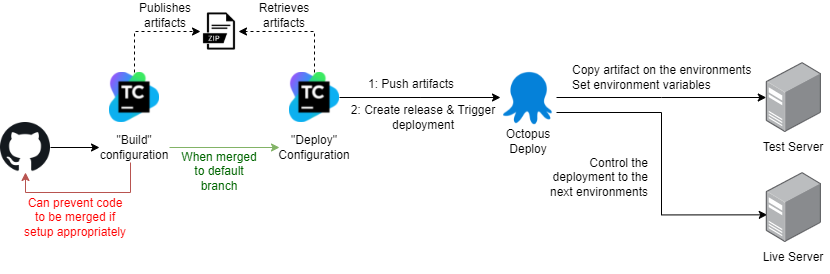 Publishes
artifacts
Retrieves
artifacts
ZIP
TC
TC
1: Push artifacts
2: Create release & Trigger
deployment
Copy artifact on the environments
Set environment variables
"Build"
configuration
"Deploy"
Configuration
Octopus
Deploy
Test Server
When merged
to default
branch
Control the
deployment to the
next environments
Can prevent code
to be merged if
setup appropriately
Live Server